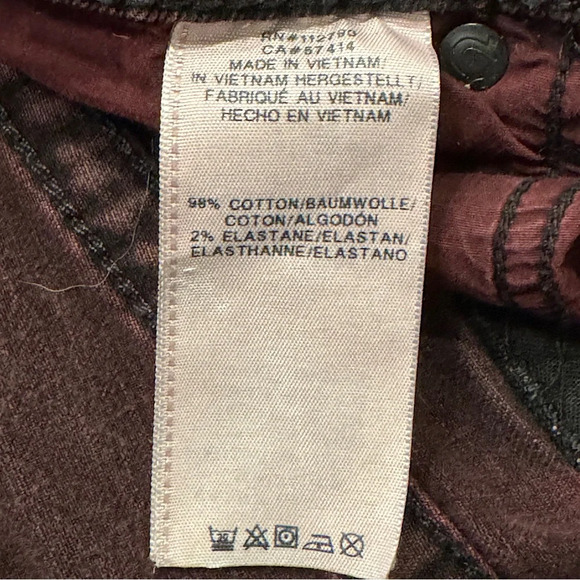 RN#112790
CA#57414
MADE IN VIETNAM/
IN VIETNAM HERGESTELLT/
FABRIQUÉ AU VIETNAM/
HECHO EN VIETNAM
98% COTTON/BAUMWOLLE/
COTON/ALGODÓN
2% ELASTANE/ELASTAN/
ELASTHANNE/ELASTANO